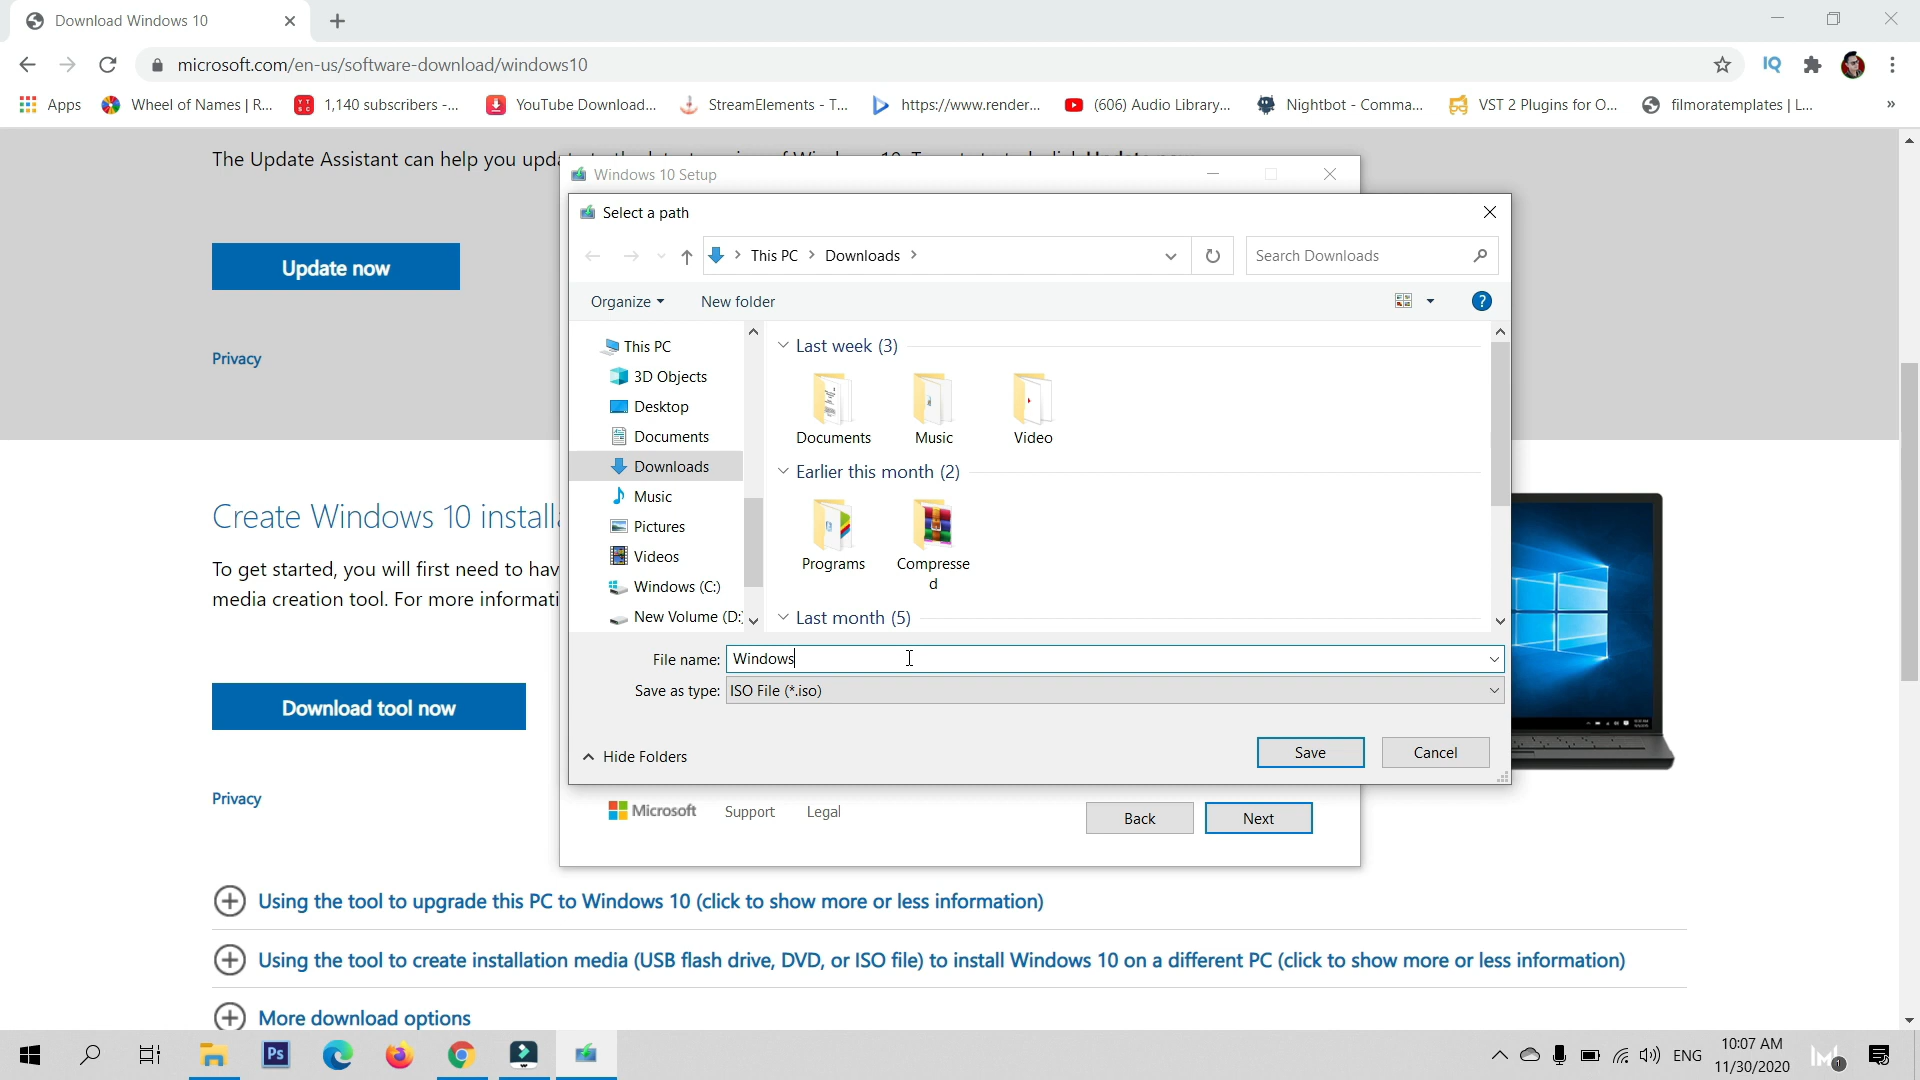 Download Windows 10
microsoft.com/en-us/software-download/windows10
Apps
Wheel of Names | R...
1,140 subscribers -...
YouTube Download...
StreamElements - T...
https://www.render...
(606) Audio Library,...
Nightbot - Comma...
VST 2 Plugins for O...
filmoratemplates | L...
»
The Update Assistant can help you
Update now
Privacy
Create Windows 10
To get started, you will first need to
media creation tool. For more
Download tool now
Privacy
Windows 10 Setup
Select a path
This PC > Downloads >
Search Downloads
Organize
New folder
This PC
3D Objects
Desktop
Documents
Downloads
Music
Pictures
Videos
Windows (C:)
New Volume (D:
Last week (3)
Documents
Music
Video
Earlier this month (2)
Programs
Compresse
d
Last month (5)
File name: Windows
Save as type: ISO File (*.iso)
Hide Folders
Save
Cancel
Microsoft
Support
Legal
Back
Next
Using the tool to upgrade this PC to Windows 10 (click to show more or less information)
Using the tool to create installation media (USB flash drive, DVD, or ISO file) to install Windows 10 on a different PC (click to show more or less information)
More download options
Ps
ENG
10:07 AM
11/30/2020
1